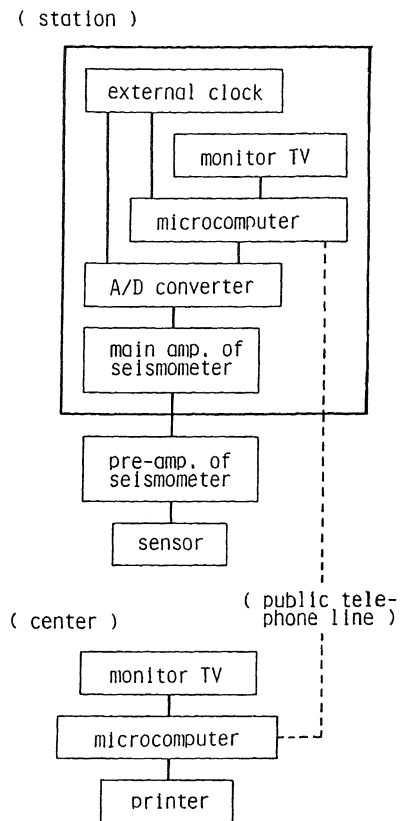 ( station )
external clock
monitor TV
microcomputer
A/D converter
main amp. of
seismometer
pre-amp. of
seismometer
sensor
( public tele-
phone line )
( center )
monitor TV
microcomputer
printer